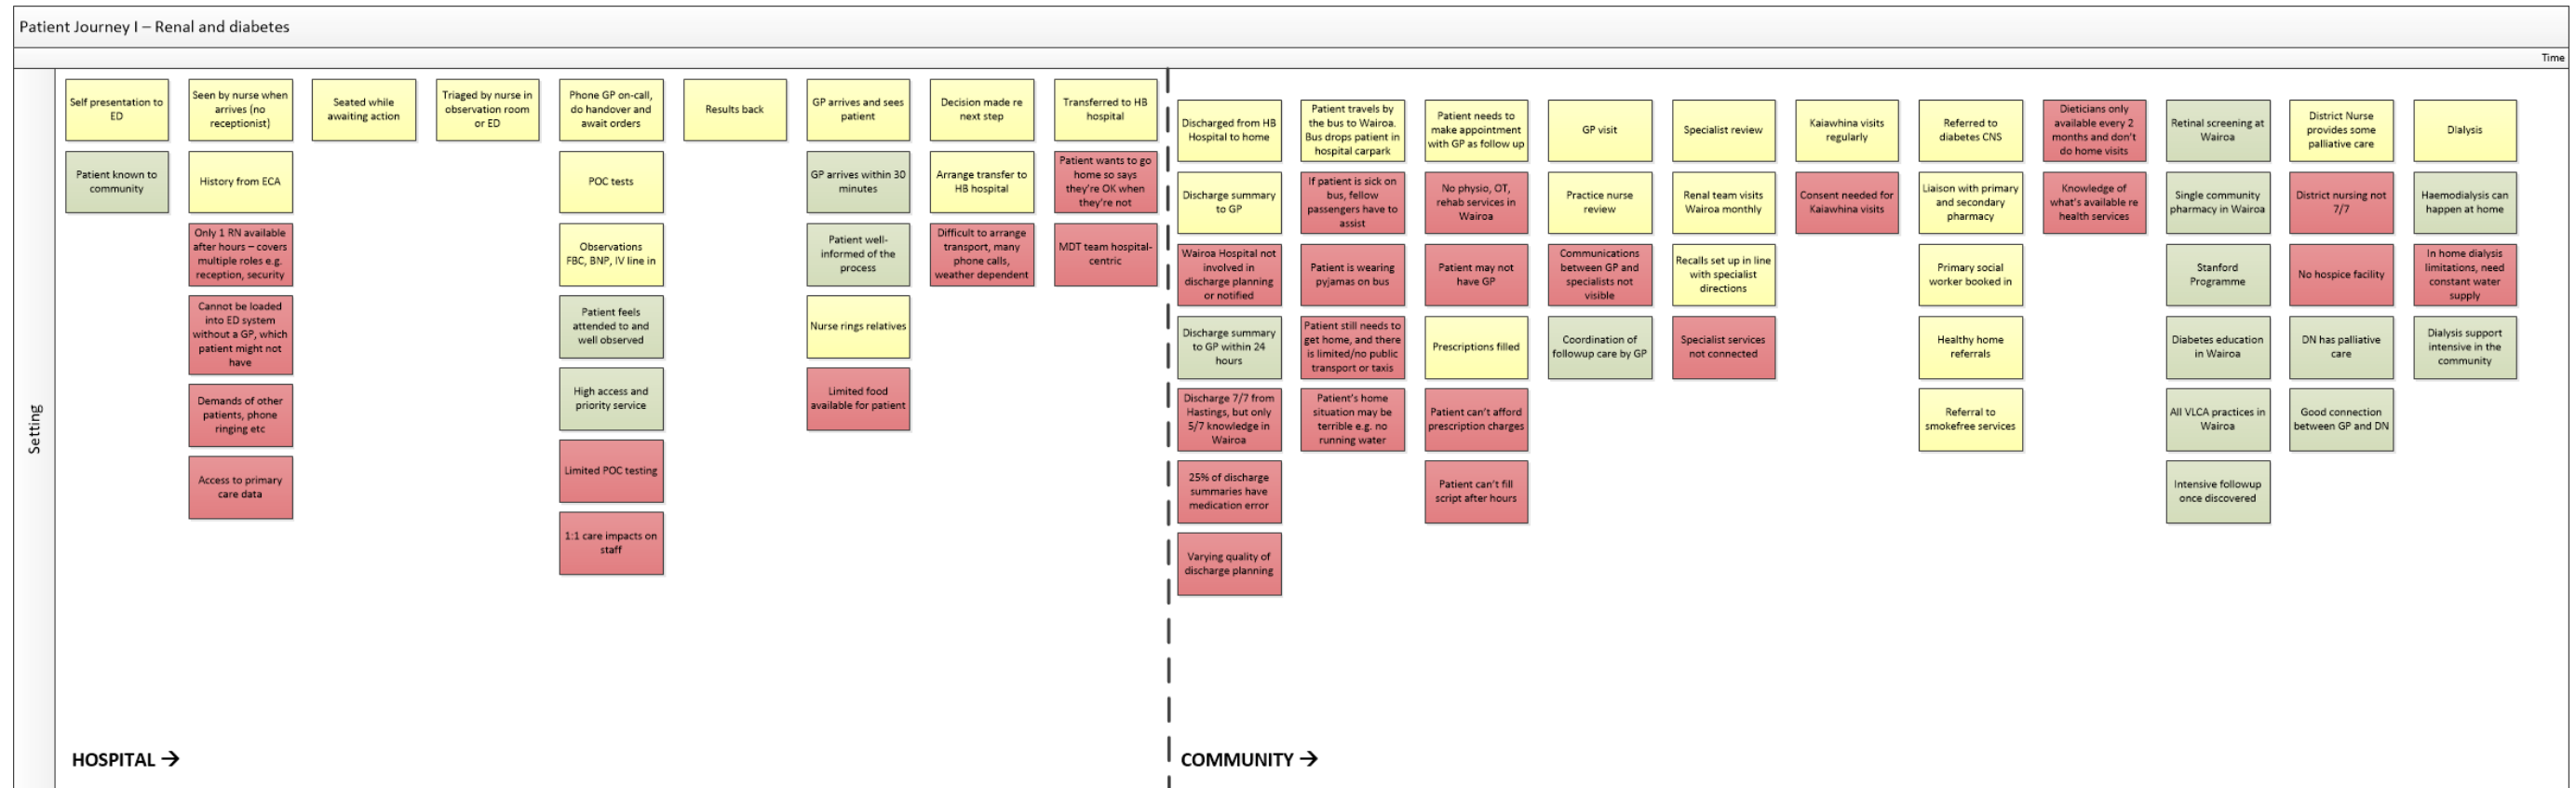 Patient Journey I – Renal and diabetes
Time
Setting
Self presentation to
ED
Patient known to
community
Seen by nurse when
arrives (no
receptionist)
History from ECA
Only 1 RN available
after hours – covers
multiple roles e.g.
reception, security
Cannot be loaded
into ED system
without a GP, which
patient might not
have
Demands of other
patients, phone
ringing etc
Access to primary
care data
Seated while
awaiting action
Triaged by nurse in
observation room
or ED
Phone GP on-call,
do handover and
await orders
POC tests
Observations
FBC, BNP, IV line in
Patient feels
attended to and
well observed
High access and
priority service
Limited POC testing
1:1 care impacts on
staff
Results back
GP arrives and sees
patient
GP arrives within 30
minutes
Patient well-
informed of the
process
Nurse rings relatives
Limited food
available for patient
Decision made re
next step
Arrange transfer to
HB hospital
Difficult to arrange
transport, many
phone calls,
weather dependent
Transferred to HB
hospital
Patient wants to go
home so says
they're OK when
they're not
MDT team hospital-
centric
HOSPITAL →
Discharged from HB
Hospital to home
Discharge summary
to GP
Wairoa Hospital not
involved in
discharge planning
or notified
Discharge summary
to GP within 24
hours
Discharge 7/7 from
Hastings, but only
5/7 knowledge in
Wairoa
25% of discharge
summaries have
medication error
Varying quality of
discharge planning
Patient travels by
the bus to Wairoa.
Bus drops patient in
hospital carpark
If patient is sick on
bus, fellow
passengers have to
assist
Patient is wearing
pyjamas on bus
Patient still needs to
get home, and there
is limited/no public
transport or taxis
Patient's home
situation may be
terrible e.g. no
running water
Patient needs to
make appointment
with GP as follow up
No physio, OT,
rehab services in
Wairoa
Patient may not
have GP
Prescriptions filled
Patient can't afford
prescription charges
Patient can't fill
script after hours
GP visit
Practice nurse
review
Communications
between GP and
specialists not
visible
Coordination of
followup care by GP
Specialist review
Renal team visits
Wairoa monthly
Recalls set up in line
with specialist
directions
Specialist services
not connected
Kaiawhina visits
regularly
Consent needed for
Kaiawhina visits
Referred to
diabetes CNS
Liaison with primary
and secondary
pharmacy
Primary social
worker booked in
Healthy home
referrals
Referral to
smokefree services
Dieticians only
available every 2
months and don't
do home visits
Knowledge of
what's available re
health services
Retinal screening at
Wairoa
Single community
pharmacy in Wairoa
Stanford
Programme
Diabetes education
in Wairoa
All VLCA practices in
Wairoa
Intensive followup
once discovered
District Nurse
provides some
palliative care
District nursing not
7/7
No hospice facility
DN has palliative
care
Good connection
between GP and DN
Dialysis
Haemodialysis can
happen at home
In home dialysis
limitations, need
constant water
supply
Dialysis support
intensive in the
community
COMMUNITY →